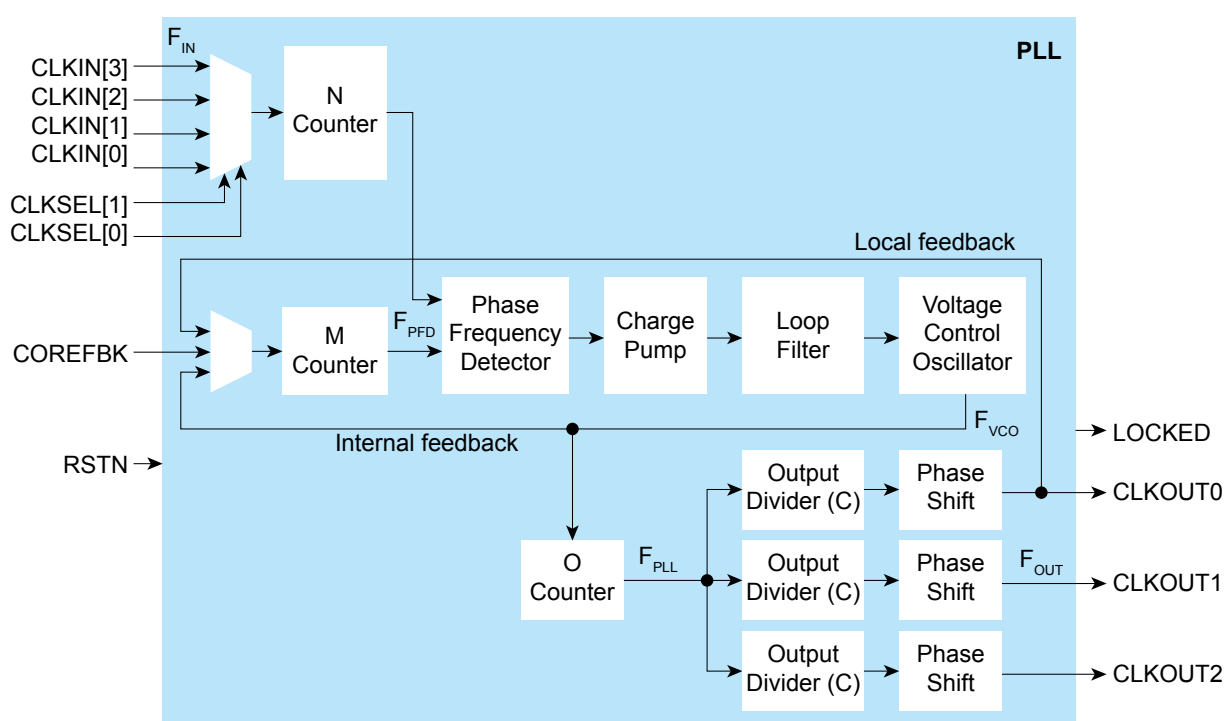 PLL
F_IN
CLKIN[3]
CLKIN[2]
CLKIN[1]
CLKIN[0]
CLKSEL[1]
CLKSEL[0]
N
Counter
Local feedback
COREFBK
M
Counter
F_PFD
Phase
Frequency
Detector
Charge
Pump
Loop
Filter
Voltage
Control
Oscillator
Internal feedback
F_VCO
LOCKED
RSTN
Output
Divider (C)
Phase
Shift
CLKOUT0
O
Counter
F_PLL
Output
Divider (C)
Phase
Shift
F_OUT
CLKOUT1
Output
Divider (C)
Phase
Shift
CLKOUT2